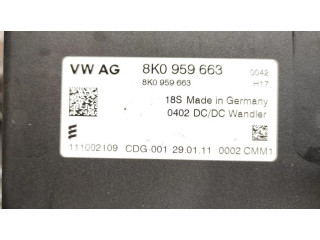 VW AG 8K0 959 663 0042
8K0 959 663 H17
18S Made in Germany
0402 DC/DC Wandler
111002109 CDG-001 29.01.11 0002 CMM1